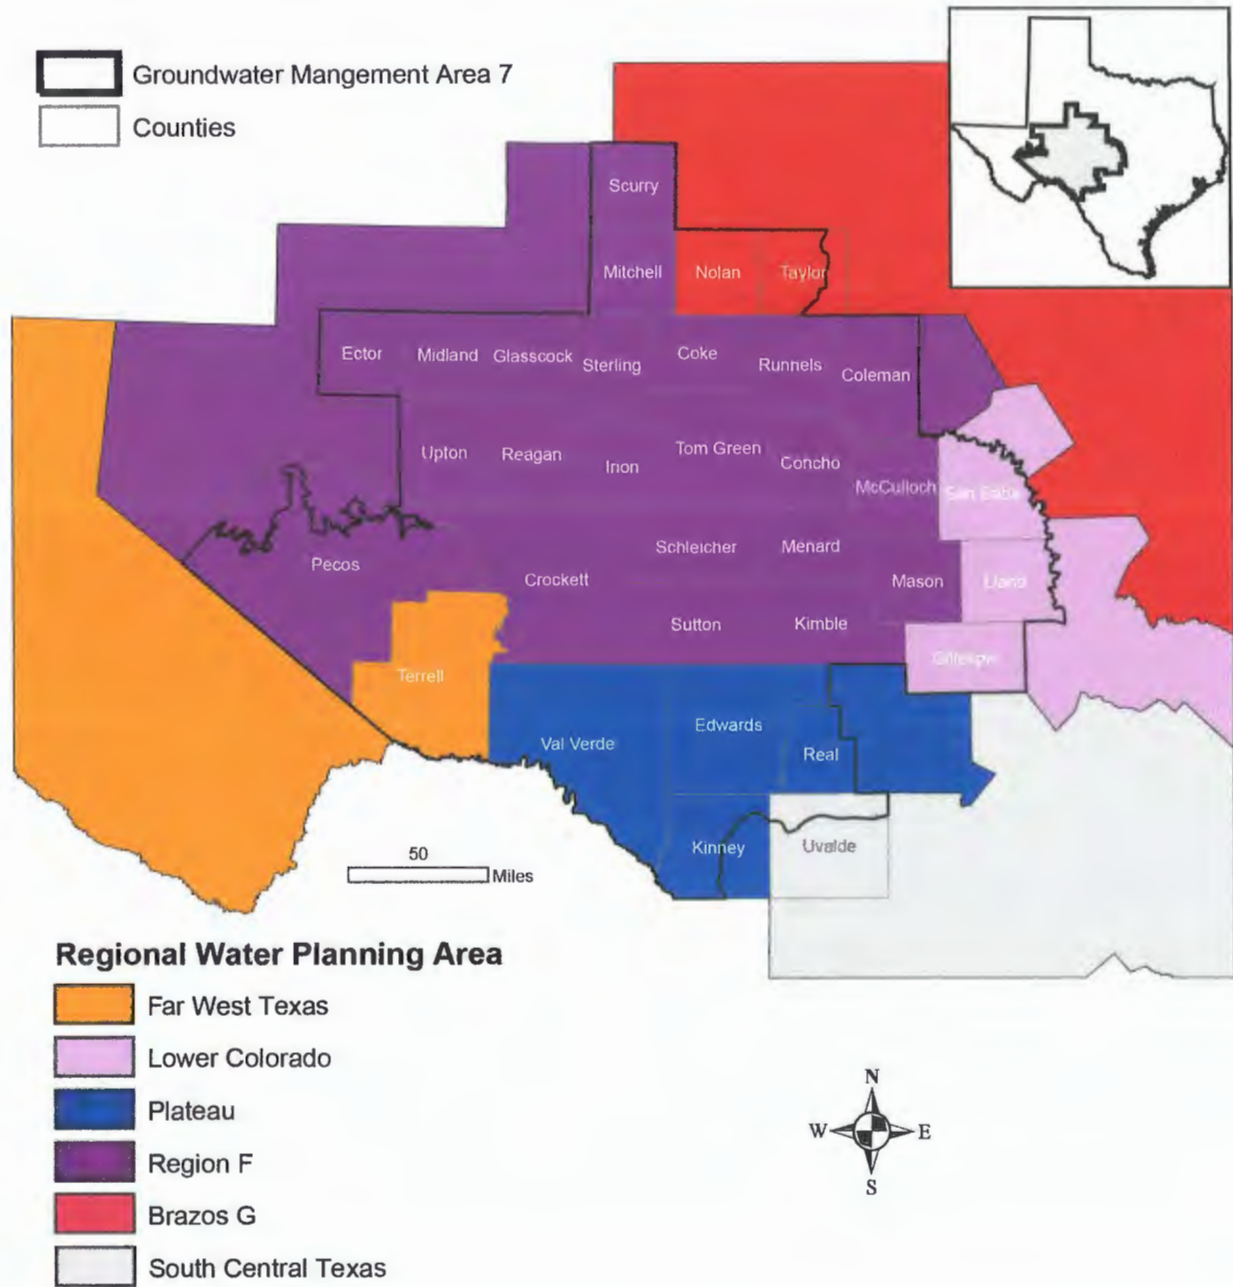 Groundwater Mangement Area 7
Counties
Scurry
Mitchell
Nolan
Taylor
Ector
Midland
Glasscock
Sterling
Coke
Runnels
Coleman
Upton
Reagan
Irion
Tom Green
Concho
McCulloch
San Saba
Pecos
Crockett
Schleicher
Menard
Mason
Llano
Sutton
Kimble
Gillespie
Terrell
Val Verde
Edwards
Real
Kinney
Uvalde
50
Miles
Regional Water Planning Area
Far West Texas
Lower Colorado
Plateau
Region F
Brazos G
South Central Texas
N
W
E
S